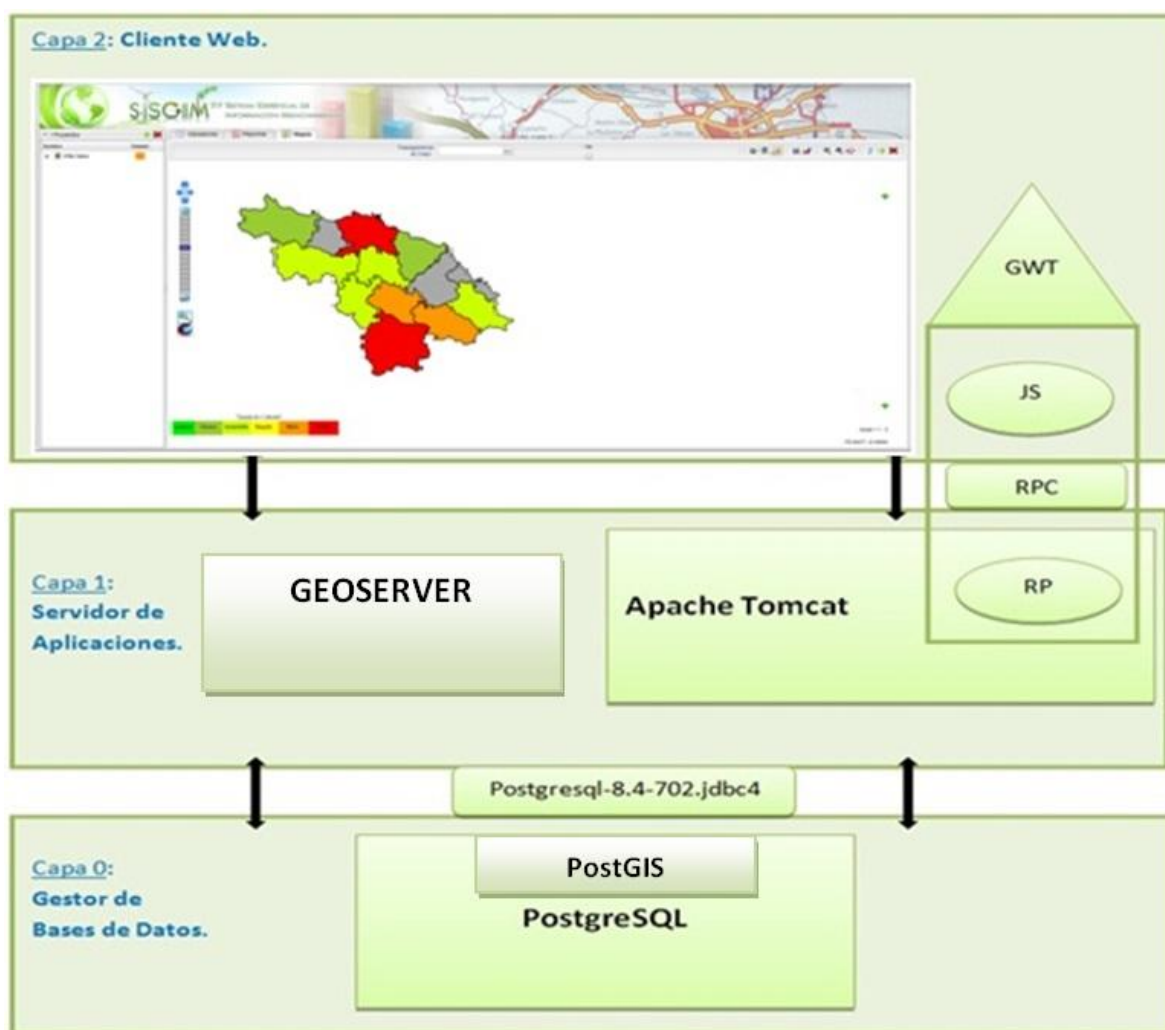 Capa 2: Cliente Web.
SISGIM
GWT
JS
RPC
Capa 1:
Servidor de
Aplicaciones.
GEOSERVER
Apache Tomcat
RP
Postgresql-8.4-702.jdbc4
Capa 0:
Gestor de
Bases de Datos.
PostGIS
PostgreSQL